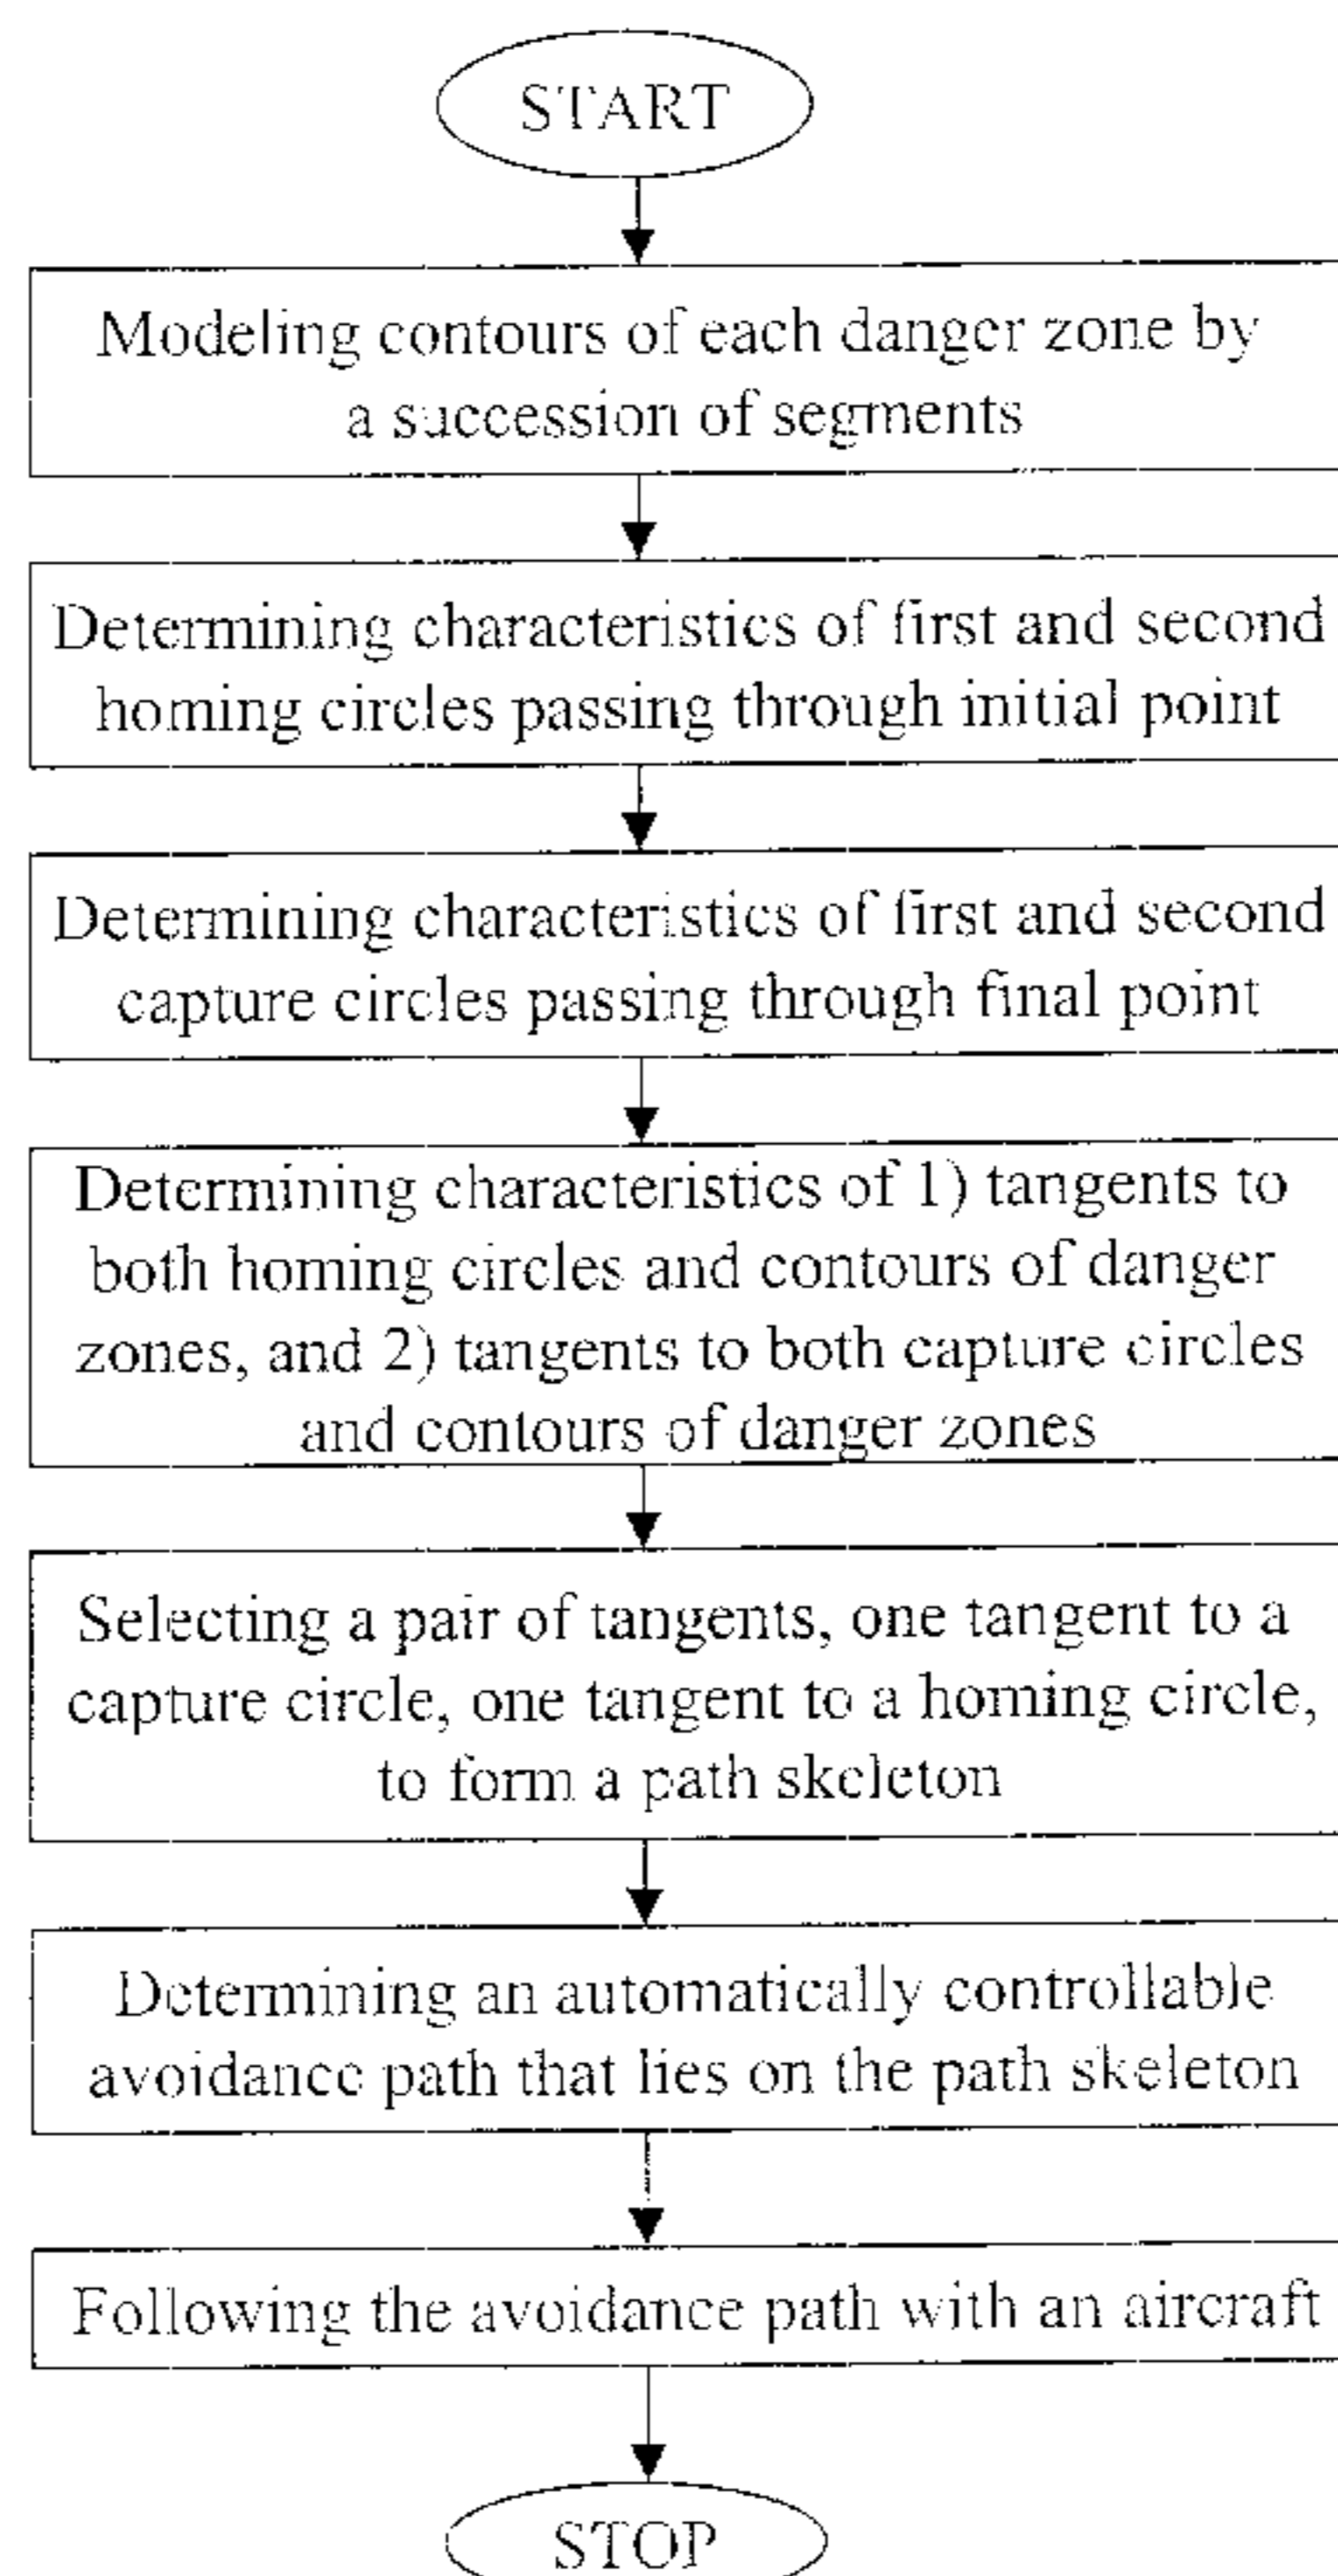 START
Modeling contours of each danger zone by
a succession of segments
Determining characteristics of first and second
homing circles passing through initial point
Determining characteristics of first and second
capture circles passing through final point
Determining characteristics of 1) tangents to
both homing circles and contours of danger
zones, and 2) tangents to both capture circles
and contours of danger zones
Selecting a pair of tangents, one tangent to a
capture circle, one tangent to a homing circle,
to form a path skeleton
Determining an automatically controllable
avoidance path that lies on the path skeleton
Following the avoidance path with an aircraft
STOP